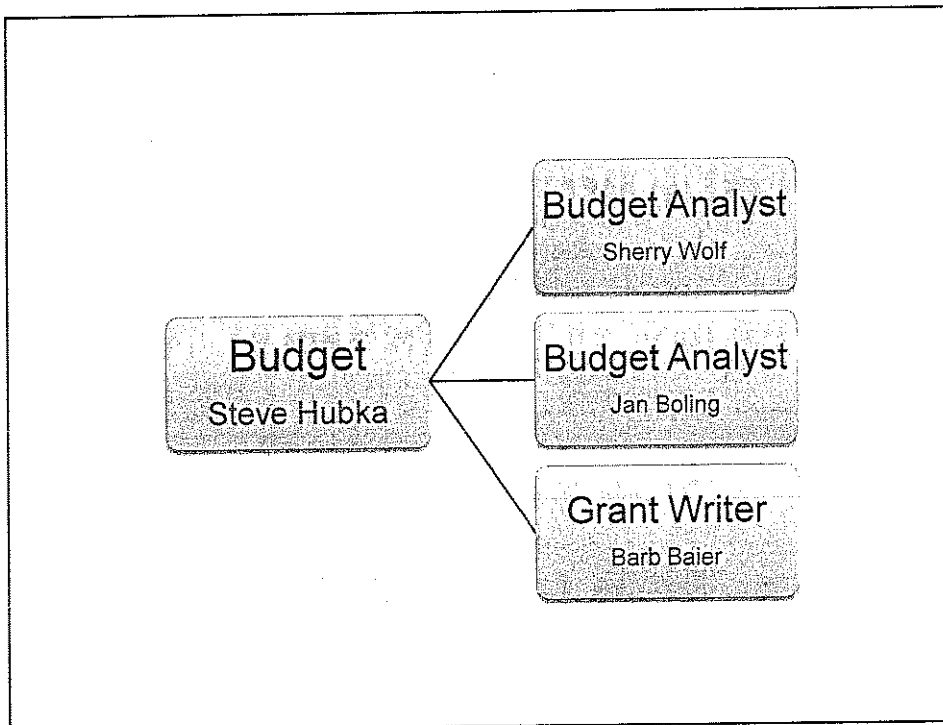 Budget
Steve Hubka
Budget Analyst
Sherry Wolf
Budget Analyst
Jan Boling
Grant Writer
Barb Baier